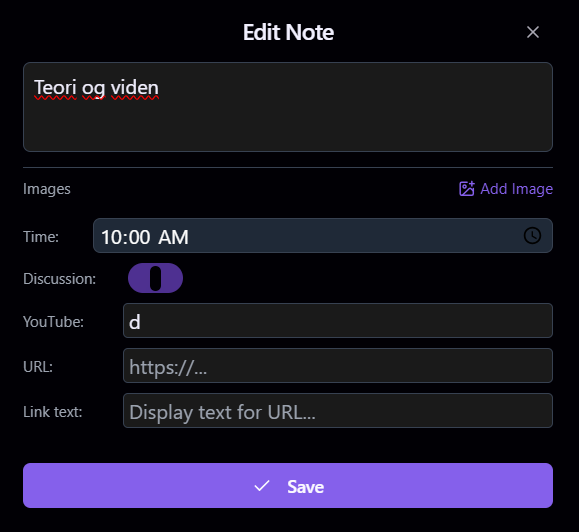 Edit Note
Teori og viden
Images
Add Image
Time:
10:00 AM
Discussion:
YouTube:
d
URL:
https://...
Link text:
Display text for URL...
Save